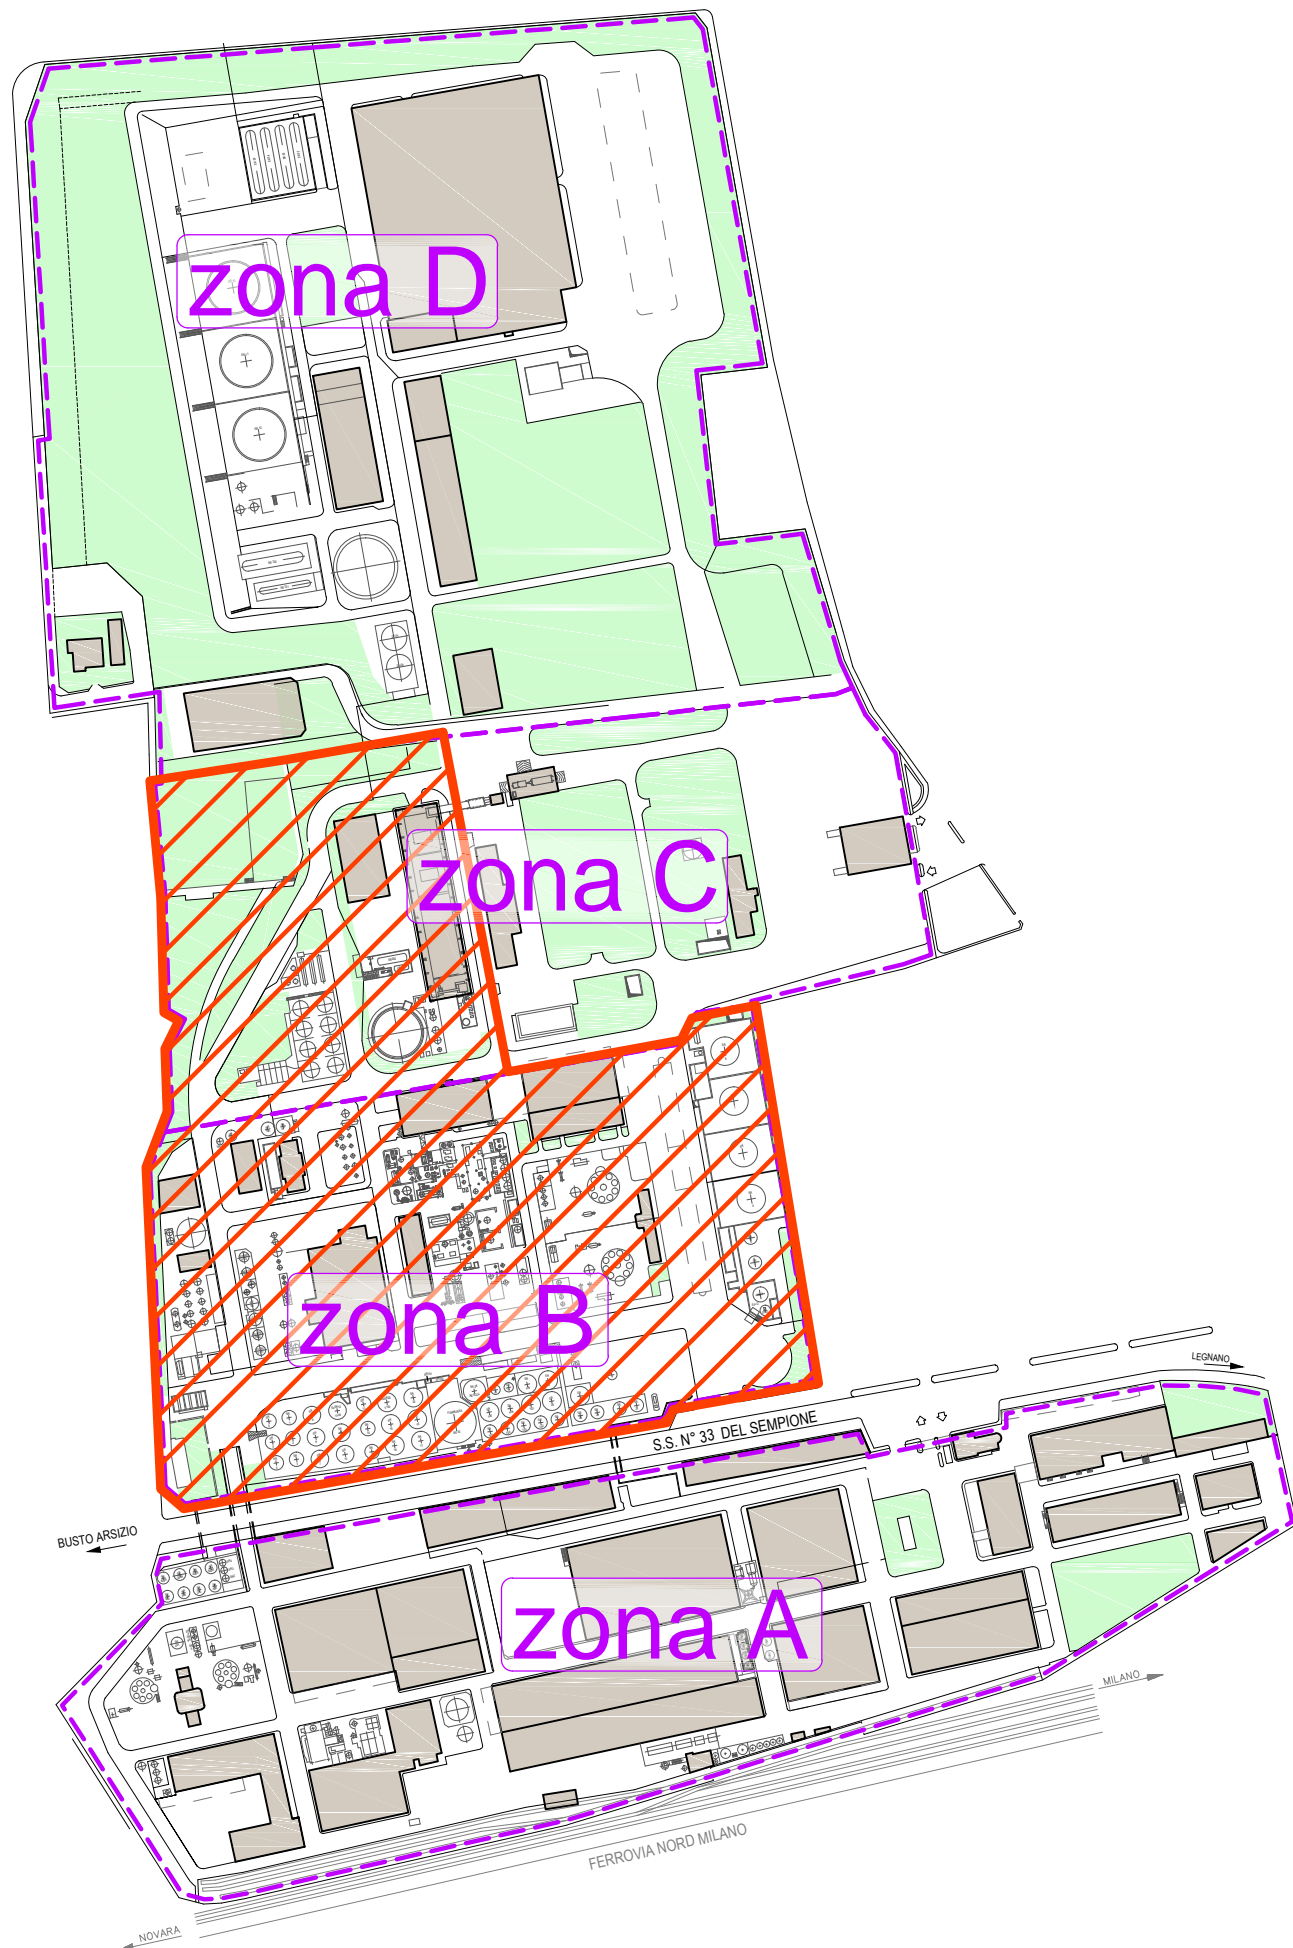 zona D
zona C
zona B
LEGNANO
S.S. N° 33 DEL SEMPIONE
BUSTO ARSIZIO
zona A
MILANO
FERROVIA NORD MILANO
NOVARA